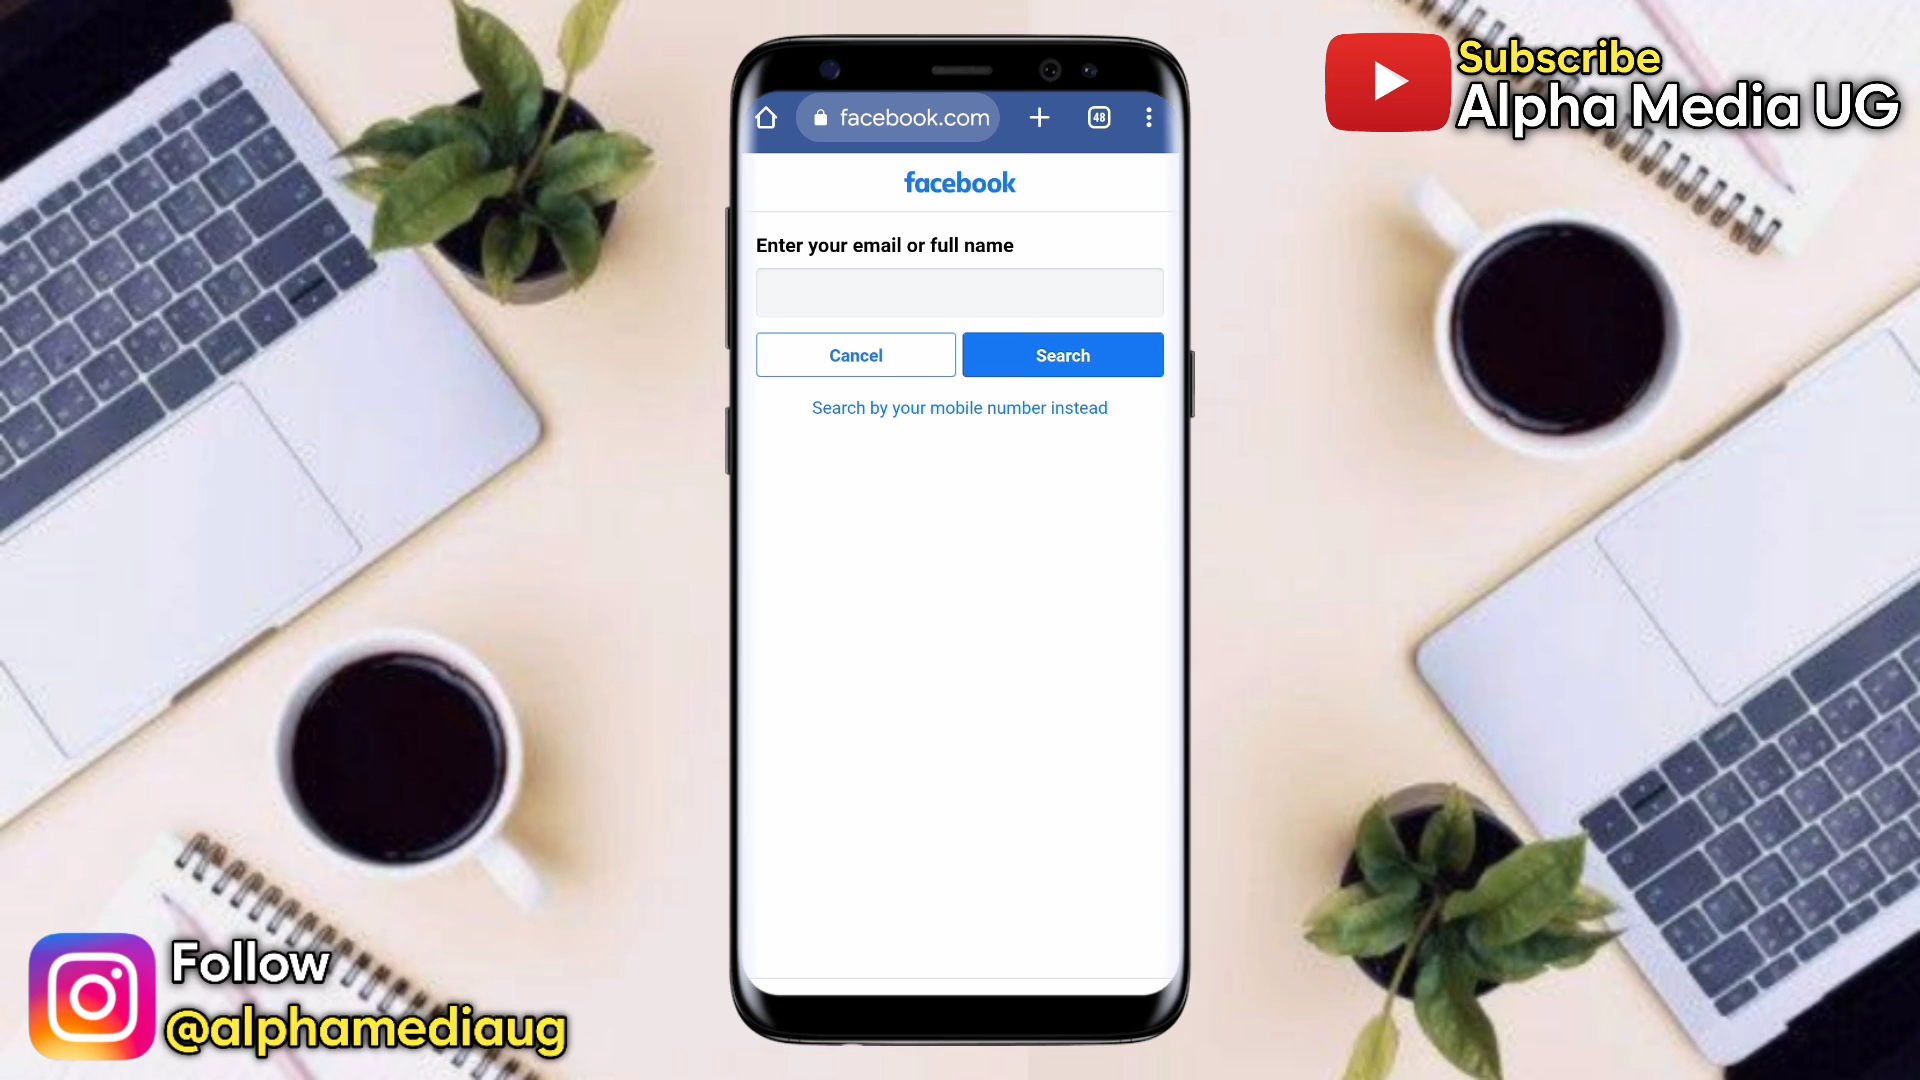 Subscribe
Alpha Media UG
facebook.com
48
facebook
Enter your email or full name
Cancel
Search
Search by your mobile number instead
Follow
@alphamediaug